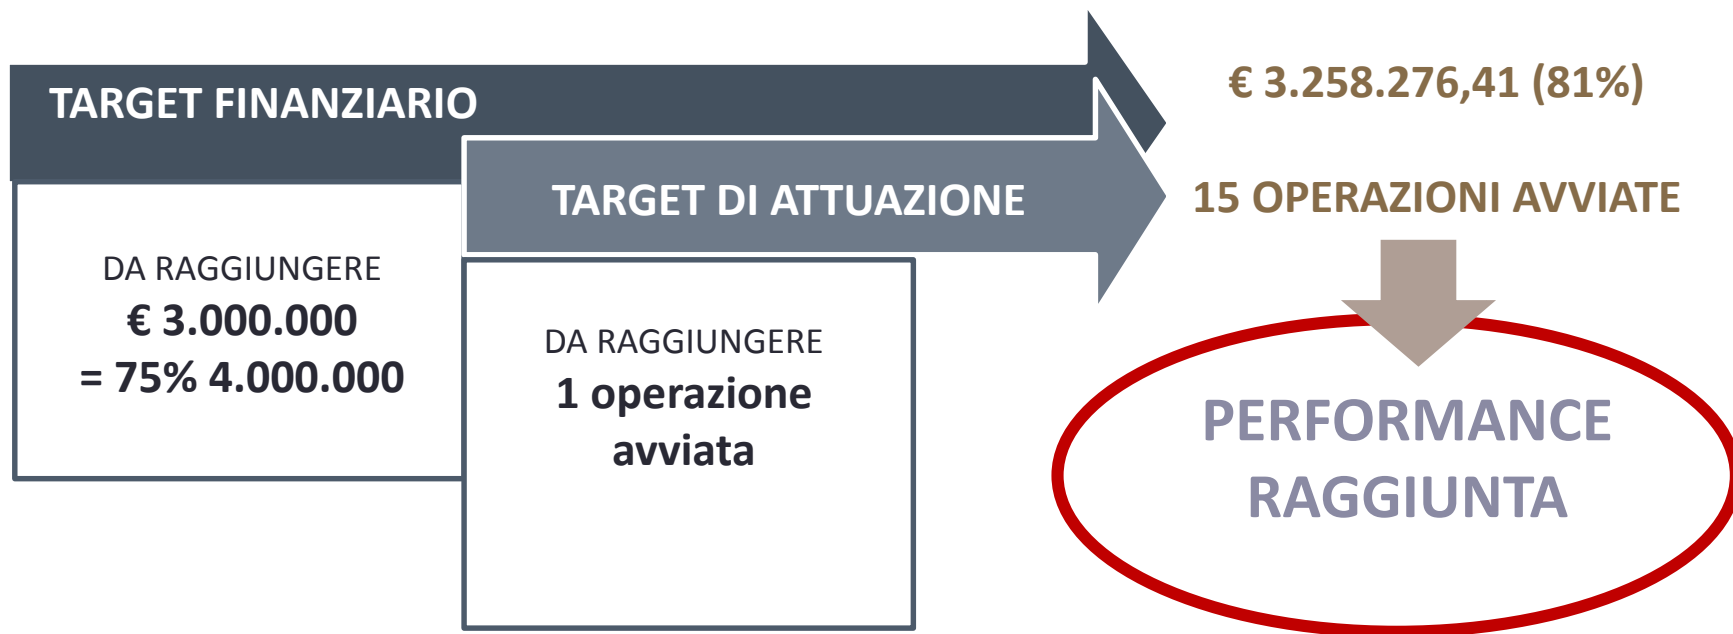 TARGET FINANZIARIO
€ 3.258.276,41 (81%)
TARGET DI ATTUAZIONE
15 OPERAZIONI AVVIATE
DA RAGGIUNGERE
€ 3.000.000
= 75% 4.000.000
DA RAGGIUNGERE
1 operazione
avviata
PERFORMANCE
RAGGIUNTA